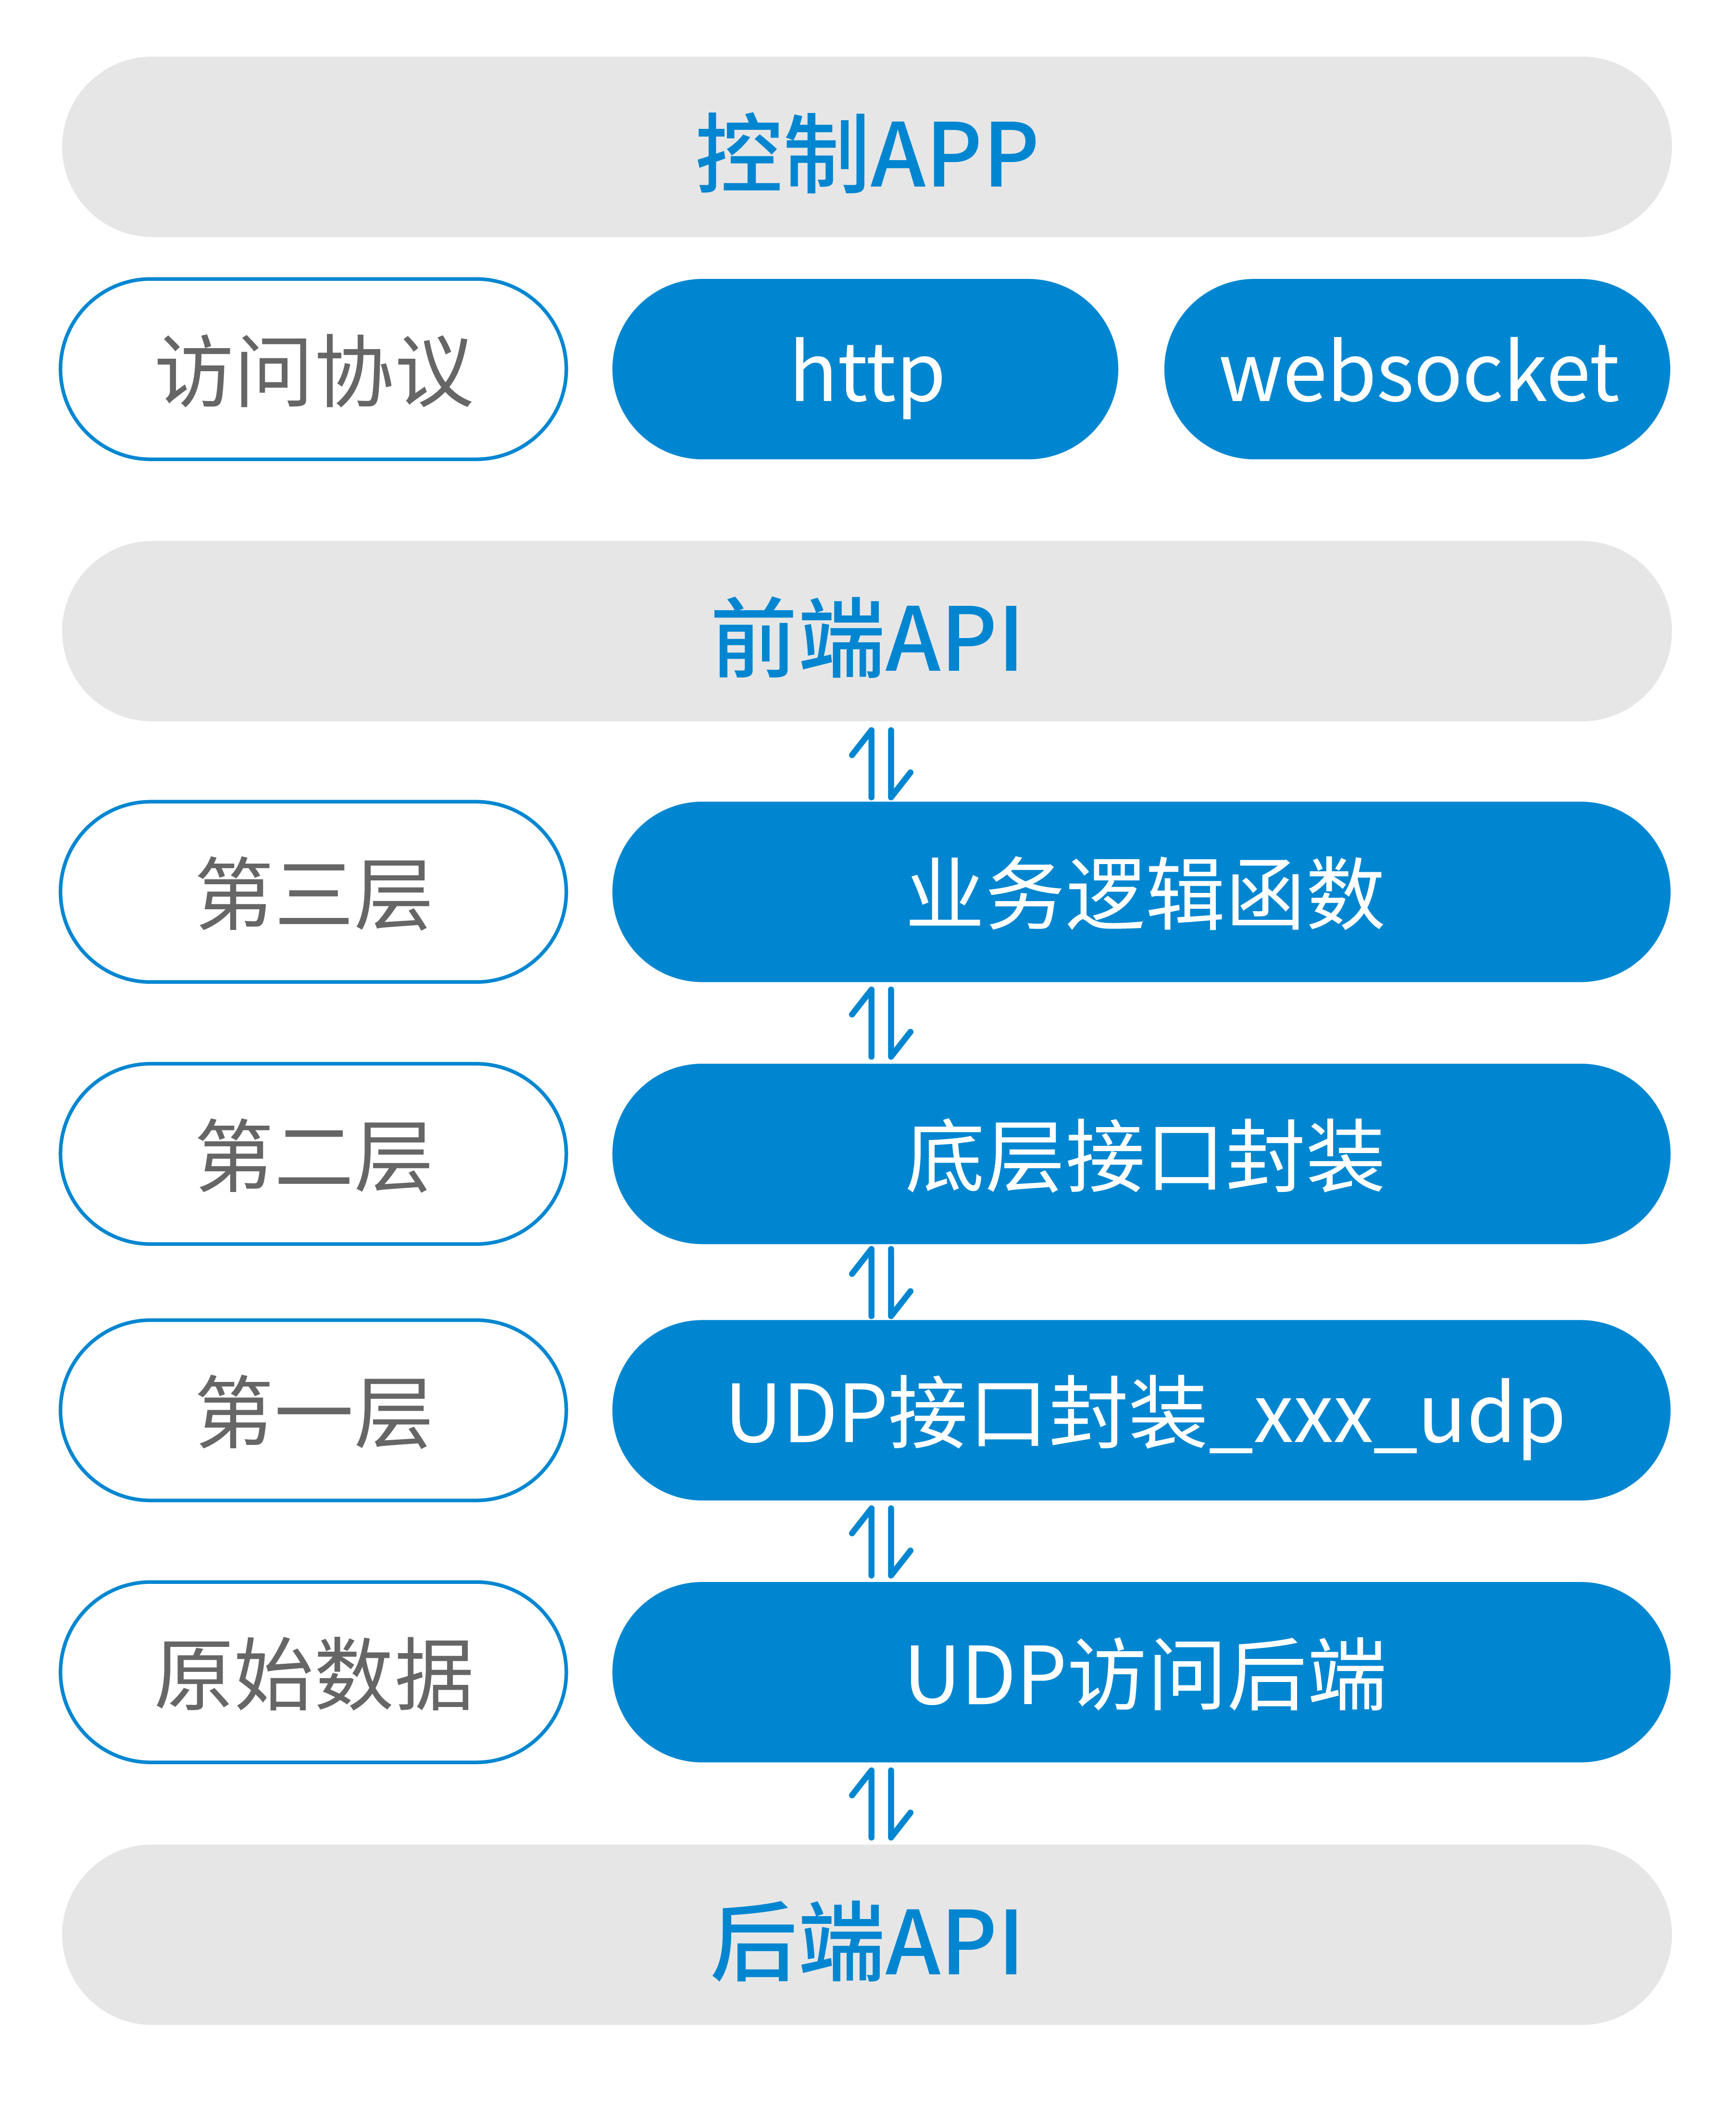 控制APP
访问协议 http websocket
前端API
第三层 业务逻辑函数
第二层 底层接口封装
第一层 UDP接口封装_xxx_udp
原始数据 UDP访问后端
后端API